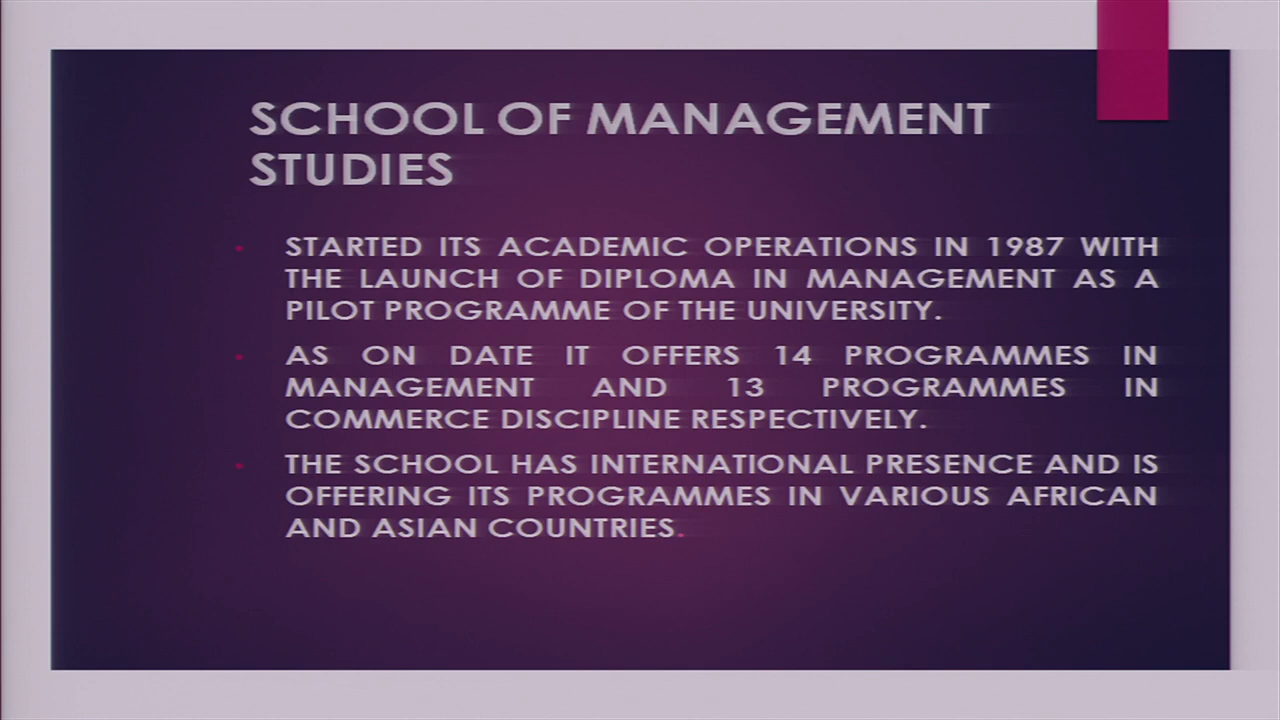 SCHOOL OF MANAGEMENT
STUDIES
STARTED ITS ACADEMIC OPERATIONS IN 1987 WITH
THE LAUNCH OF DIPLOMA IN MANAGEMENT AS A
PILOT PROGRAMME OF THE UNIVERSITY.
AS ON DATE IT OFFERS 14 PROGRAMMES IN
MANAGEMENT AND 13 PROGRAMMES IN
COMMERCE DISCIPLINE RESPECTIVELY.
THE SCHOOL HAS INTERNATIONAL PRESENCE AND IS
OFFERING ITS PROGRAMMES IN VARIOUS AFRICAN
AND ASIAN COUNTRIES.